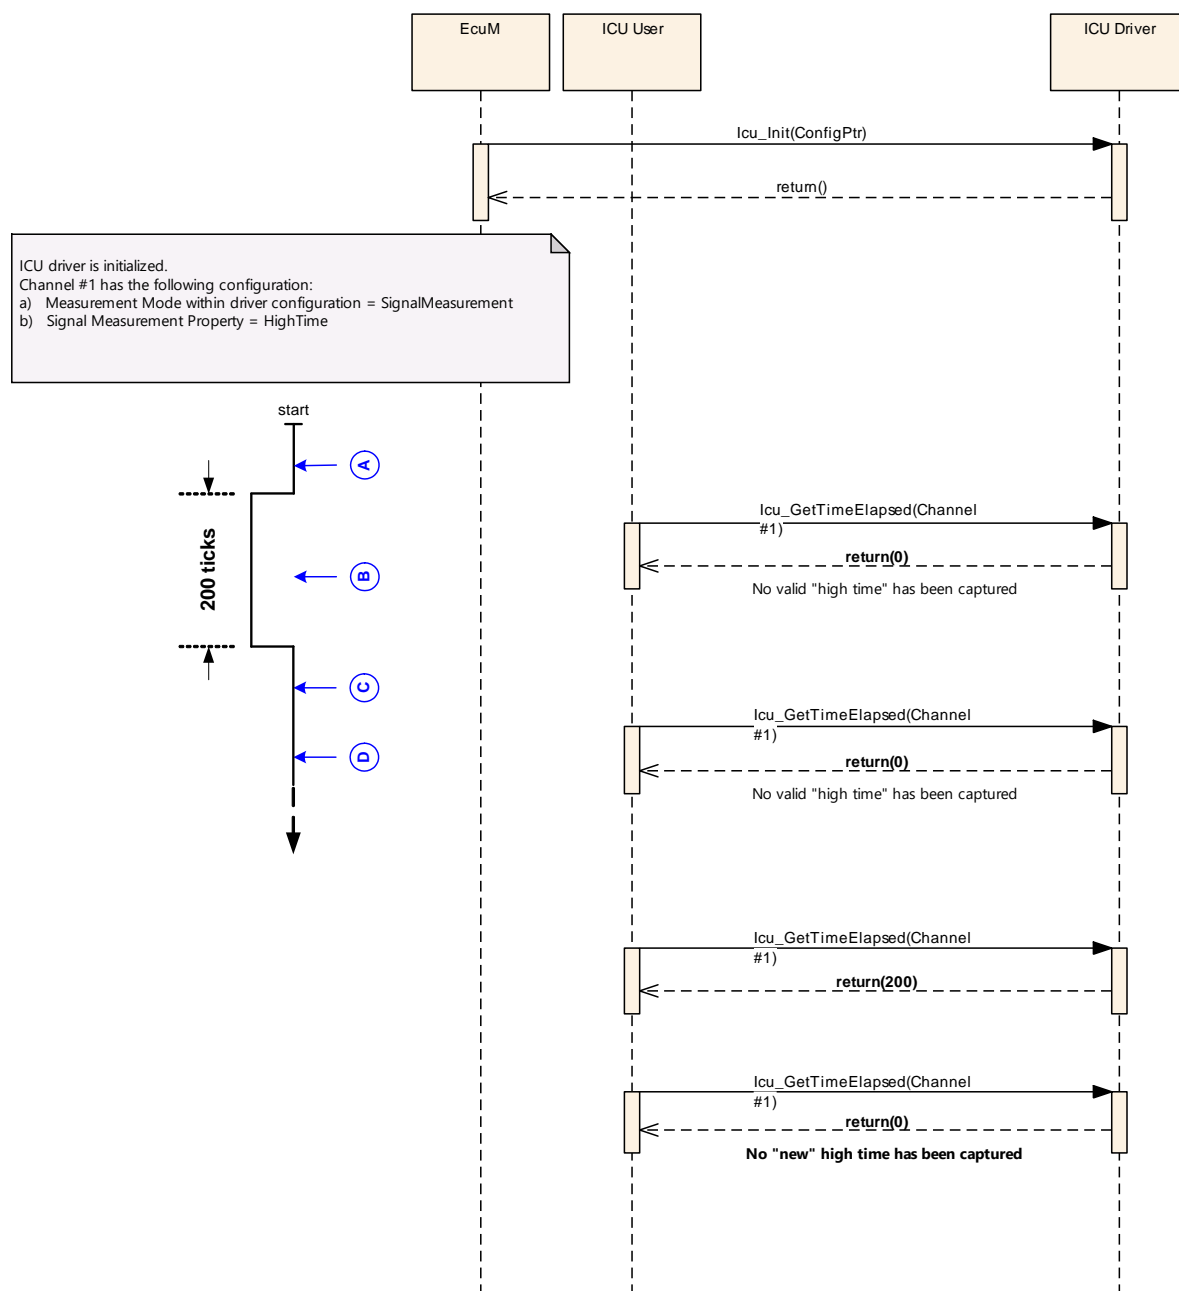 EcuM
ICU User
ICU Driver
Icu_Init(ConfigPtr)
return()
ICU driver is initialized.
Channel #1 has the following configuration:
a) Measurement Mode within driver configuration = SignalMeasurement
b) Signal Measurement Property = HighTime
start
A
200 ticks
B
C
D
Icu_GetTimeElapsed(Channel
#1)
return(0)
No valid "high time" has been captured
Icu_GetTimeElapsed(Channel
#1)
return(0)
No valid "high time" has been captured
Icu_GetTimeElapsed(Channel
#1)
return(200)
Icu_GetTimeElapsed(Channel
#1)
return(0)
No "new" high time has been captured